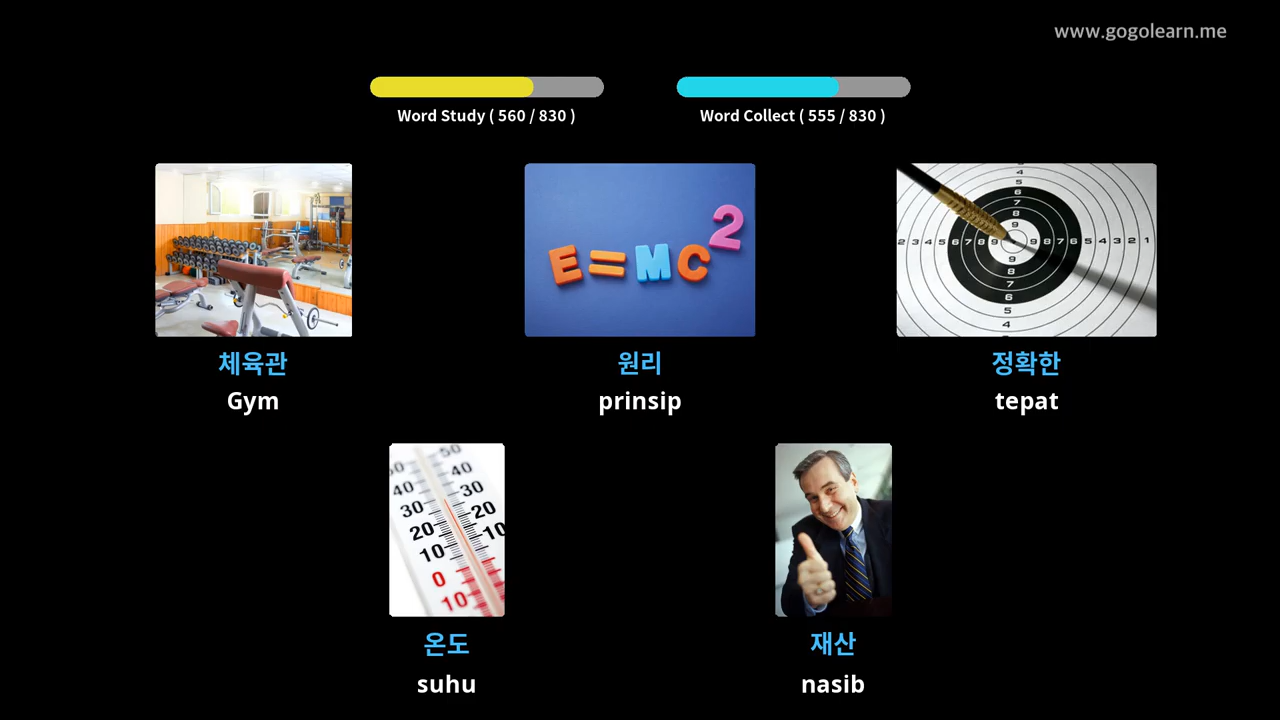 www.gogolearn.me
Word Study ( 560 / 830 )
Word Collect ( 555 / 830 )
E=MC2
체육관
Gym
원리
prinsip
정확한
tepat
온도
suhu
재산
nasib